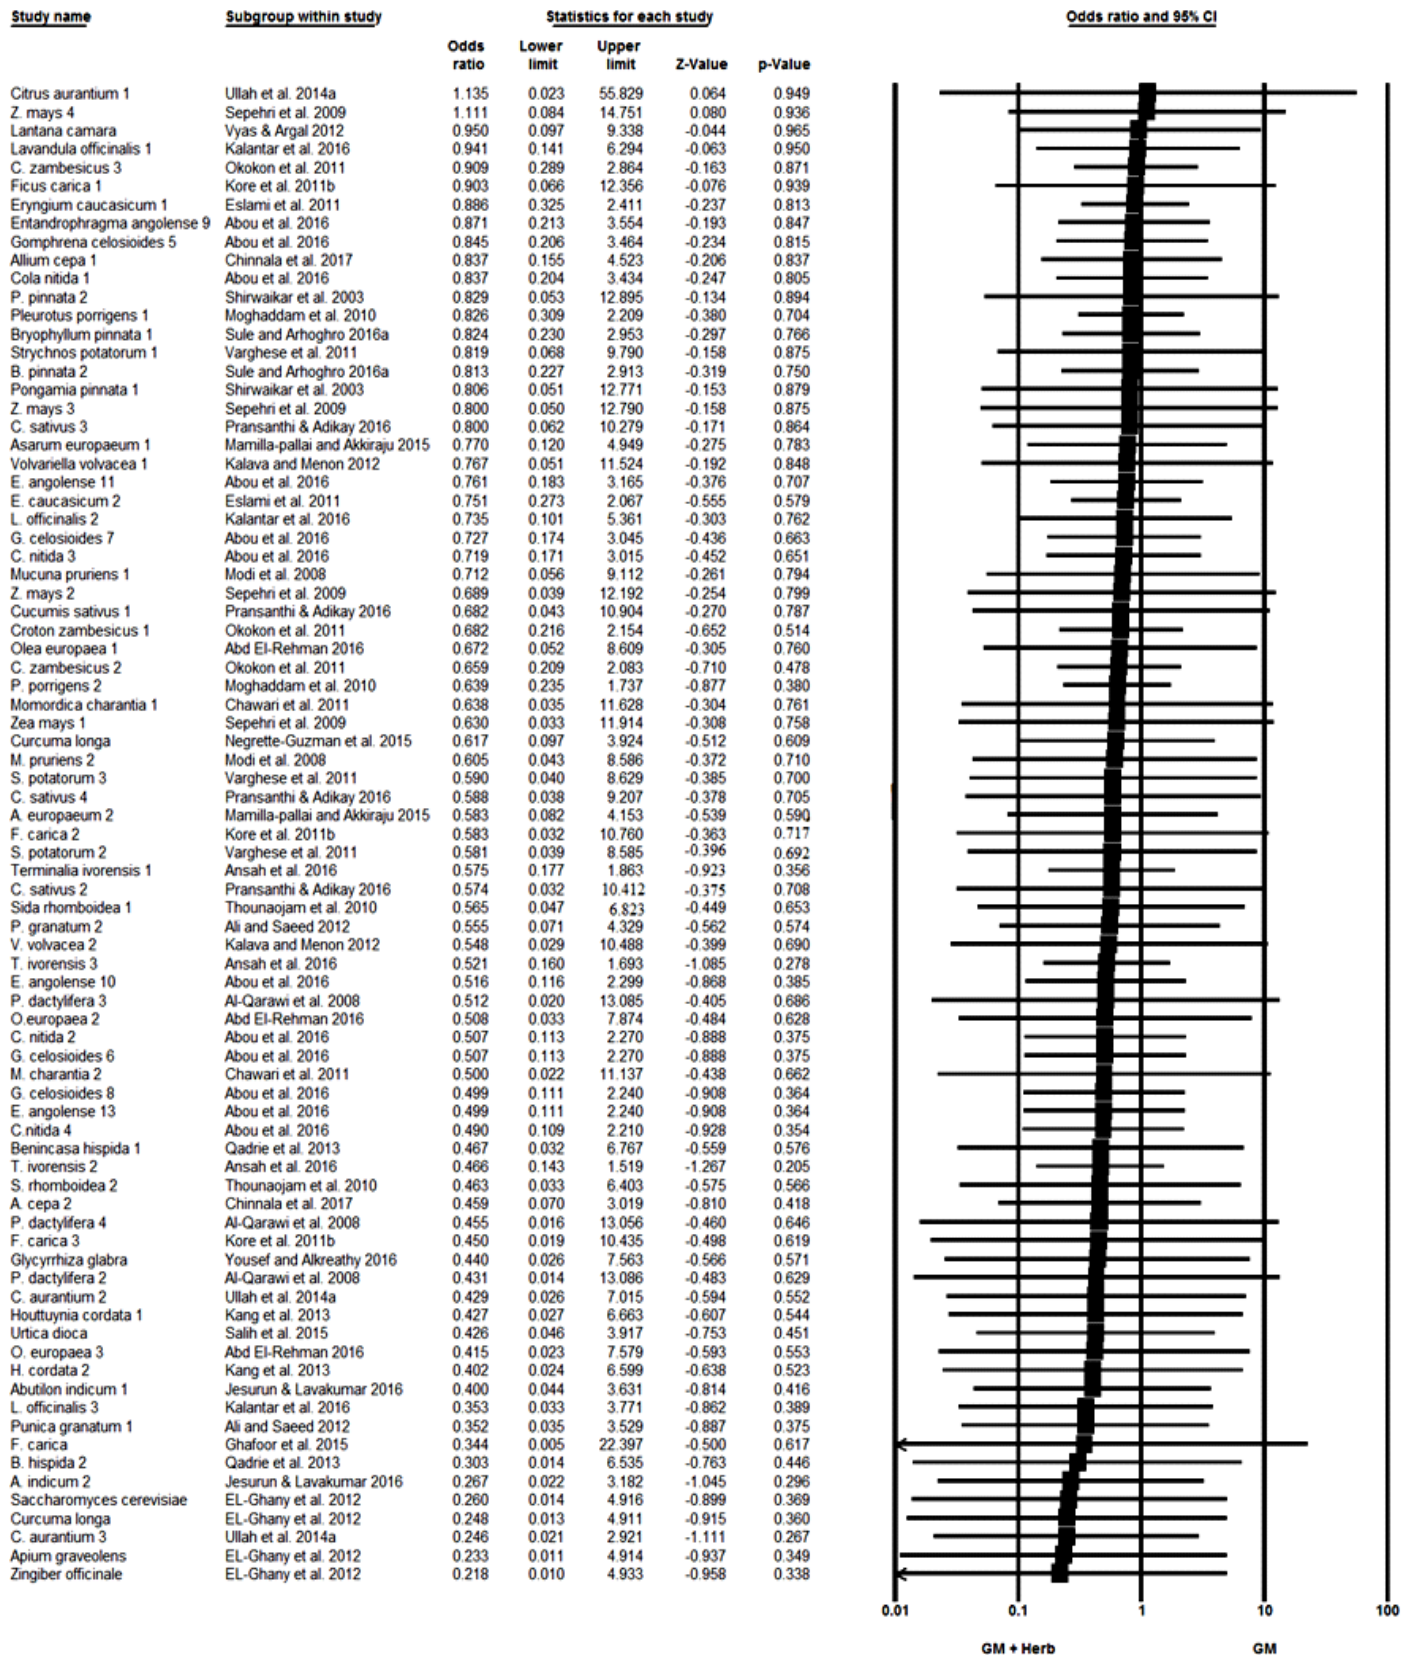 Study name Subgroup within study Statistics for each study Odds ratio and 95% CI
Odds ratio Lower limit Upper limit Z-Value p-Value
Citrus aurantium 1 Ullah et al. 2014a 1.135 0.023 55.829 0.064 0.949
Z. mays 4 Sepehri et al. 2009 1.111 0.084 14.751 0.080 0.936
Lantana camara Vyas & Argal 2012 0.950 0.097 9.338 -0.044 0.965
Lavandula officinalis 1 Kalantar et al. 2016 0.941 0.141 6.294 -0.063 0.950
C. zambesicus 3 Okokon et al. 2011 0.909 0.289 2.864 -0.163 0.871
Ficus carica 1 Kore et al. 2011b 0.903 0.066 12.356 -0.076 0.939
Eryngium caucasicum 1 Eslami et al. 2011 0.886 0.325 2.411 -0.237 0.813
Entandrophragma angolense 9 Abou et al. 2016 0.871 0.213 3.554 -0.193 0.847
Gomphrena celosioides 5 Abou et al. 2016 0.845 0.206 3.464 -0.234 0.815
Allium cepa 1 Chinnala et al. 2017 0.837 0.155 4.523 -0.206 0.837
Cola nitida 1 Abou et al. 2016 0.837 0.204 3.434 -0.247 0.805
P. pinnata 2 Shirwaikar et al. 2003 0.829 0.053 12.895 -0.134 0.894
Pleurotus porrigens 1 Moghaddam et al. 2010 0.826 0.309 2.209 -0.380 0.704
Bryophyllum pinnata 1 Sule and Arhoghro 2016a 0.824 0.230 2.953 -0.297 0.766
Strychnos potatorum 1 Varghese et al. 2011 0.819 0.068 9.790 -0.158 0.875
B. pinnata 2 Sule and Arhoghro 2016a 0.813 0.227 2.913 -0.319 0.750
Pongamia pinnata 1 Shirwaikar et al. 2003 0.806 0.051 12.771 -0.153 0.879
Z. mays 3 Sepehri et al. 2009 0.800 0.050 12.790 -0.158 0.875
C. sativus 3 Pransanthi & Adikay 2016 0.800 0.062 10.279 -0.171 0.864
Asarum europaeum 1 Mamilla-pallai and Akkiraju 2015 0.770 0.120 4.949 -0.275 0.783
Volvariella volvacea 1 Kalava and Menon 2012 0.767 0.051 11.524 -0.192 0.848
E. angolense 11 Abou et al. 2016 0.761 0.183 3.165 -0.376 0.707
E. caucasicum 2 Eslami et al. 2011 0.751 0.273 2.067 -0.555 0.579
L. officinalis 2 Kalantar et al. 2016 0.735 0.101 5.361 -0.303 0.762
G. celosioides 7 Abou et al. 2016 0.727 0.174 3.045 -0.436 0.663
C. nitida 3 Abou et al. 2016 0.719 0.171 3.015 -0.452 0.651
Mucuna pruriens 1 Modi et al. 2008 0.712 0.056 9.112 -0.261 0.794
Z. mays 2 Sepehri et al. 2009 0.689 0.039 12.192 -0.254 0.799
Cucumis sativus 1 Pransanthi & Adikay 2016 0.682 0.043 10.904 -0.270 0.787
Croton zambesicus 1 Okokon et al. 2011 0.682 0.216 2.154 -0.652 0.514
Olea europaea 1 Abd El-Rehman 2016 0.672 0.052 8.609 -0.305 0.760
C. zambesicus 2 Okokon et al. 2011 0.659 0.209 2.083 -0.710 0.478
P. porrigens 2 Moghaddam et al. 2010 0.639 0.235 1.737 -0.877 0.380
Momordica charantia 1 Chawari et al. 2011 0.638 0.035 11.628 -0.304 0.761
Zea mays 1 Sepehri et al. 2009 0.630 0.033 11.914 -0.308 0.758
Curcuma longa Negrette-Guzman et al. 2015 0.617 0.097 3.924 -0.512 0.609
M. pruriens 2 Modi et al. 2008 0.605 0.043 8.586 -0.372 0.710
S. potatorum 3 Varghese et al. 2011 0.590 0.040 8.629 -0.385 0.700
C. sativus 4 Pransanthi & Adikay 2016 0.588 0.038 9.207 -0.378 0.705
A. europaeum 2 Mamilla-pallai and Akkiraju 2015 0.583 0.082 4.153 -0.539 0.590
F. carica 2 Kore et al. 2011b 0.583 0.032 10.760 -0.363 0.717
S. potatorum 2 Varghese et al. 2011 0.581 0.039 8.585 -0.396 0.692
Terminalia ivorensis 1 Ansah et al. 2016 0.575 0.177 1.863 -0.923 0.356
C. sativus 2 Pransanthi & Adikay 2016 0.574 0.032 10.412 -0.375 0.708
Sida rhomboidea 1 Thounaojam et al. 2010 0.565 0.047 6.823 -0.449 0.653
P. granatum 2 Ali and Saeed 2012 0.555 0.071 4.329 -0.562 0.574
V. volvacea 2 Kalava and Menon 2012 0.548 0.029 10.488 -0.399 0.690
T. ivorensis 3 Ansah et al. 2016 0.521 0.160 1.693 -1.085 0.278
E. angolense 10 Abou et al. 2016 0.516 0.116 2.299 -0.868 0.385
P. dactylifera 3 Al-Qarawi et al. 2008 0.512 0.020 13.085 -0.405 0.686
O.europaea 2 Abd El-Rehman 2016 0.508 0.033 7.874 -0.484 0.628
C. nitida 2 Abou et al. 2016 0.507 0.113 2.270 -0.888 0.375
G. celosioides 6 Abou et al. 2016 0.507 0.113 2.270 -0.888 0.375
M. charantia 2 Chawari et al. 2011 0.500 0.022 11.137 -0.438 0.662
G. celosioides 8 Abou et al. 2016 0.499 0.111 2.240 -0.908 0.364
E. angolense 13 Abou et al. 2016 0.499 0.111 2.240 -0.908 0.364
C.nitida 4 Abou et al. 2016 0.490 0.109 2.210 -0.928 0.354
Benincasa hispida 1 Qadrie et al. 2013 0.467 0.032 6.767 -0.559 0.576
T. ivorensis 2 Ansah et al. 2016 0.466 0.143 1.519 -1.267 0.205
S. rhomboidea 2 Thounaojam et al. 2010 0.463 0.033 6.403 -0.575 0.566
A. cepa 2 Chinnala et al. 2017 0.459 0.070 3.019 -0.810 0.418
P. dactylifera 4 Al-Qarawi et al. 2008 0.455 0.016 13.056 -0.460 0.646
F. carica 3 Kore et al. 2011b 0.450 0.019 10.435 -0.498 0.619
Glycyrrhiza glabra Yousef and Alkreathy 2016 0.440 0.026 7.563 -0.566 0.571
P. dactylifera 2 Al-Qarawi et al. 2008 0.431 0.014 13.086 -0.483 0.629
C. aurantium 2 Ullah et al. 2014a 0.429 0.026 7.015 -0.594 0.552
Houttuynia cordata 1 Kang et al. 2013 0.427 0.027 6.663 -0.607 0.544
Urtica dioca Salih et al. 2015 0.426 0.046 3.917 -0.753 0.451
O. europaea 3 Abd El-Rehman 2016 0.415 0.023 7.579 -0.593 0.553
H. cordata 2 Kang et al. 2013 0.402 0.024 6.599 -0.638 0.523
Abutilon indicum 1 Jesurun & Lavakumar 2016 0.400 0.044 3.631 -0.814 0.416
L. officinalis 3 Kalantar et al. 2016 0.353 0.033 3.771 -0.862 0.389
Punica granatum 1 Ali and Saeed 2012 0.352 0.035 3.529 -0.887 0.375
F. carica Ghafoor et al. 2015 0.344 0.005 22.397 -0.500 0.617
B. hispida 2 Qadrie et al. 2013 0.303 0.014 6.535 -0.763 0.446
A. indicum 2 Jesurun & Lavakumar 2016 0.267 0.022 3.182 -1.045 0.296
Saccharomyces cerevisiae EL-Ghany et al. 2012 0.260 0.014 4.916 -0.899 0.369
Curcuma longa EL-Ghany et al. 2012 0.248 0.013 4.911 -0.915 0.360
C. aurantium 3 Ullah et al. 2014a 0.246 0.021 2.921 -1.111 0.267
Apium graveolens EL-Ghany et al. 2012 0.233 0.011 4.914 -0.937 0.349
Zingiber officinale EL-Ghany et al. 2012 0.218 0.010 4.933 -0.958 0.338
0.01 0.1 1 10 100
GM + Herb GM